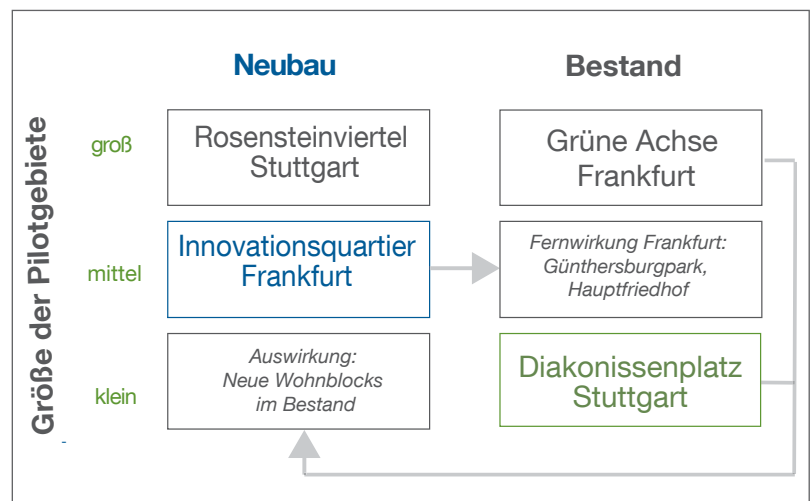 Neubau
Bestand
Größe der Pilotgebiete
groß
Rosensteinviertel
Stuttgart
Grüne Achse
Frankfurt
mittel
Innovationsquartier
Frankfurt
Fernwirkung Frankfurt:
Günthersburgpark,
Hauptfriedhof
klein
Auswirkung:
Neue Wohnblocks
im Bestand
Diakonissenplatz
Stuttgart